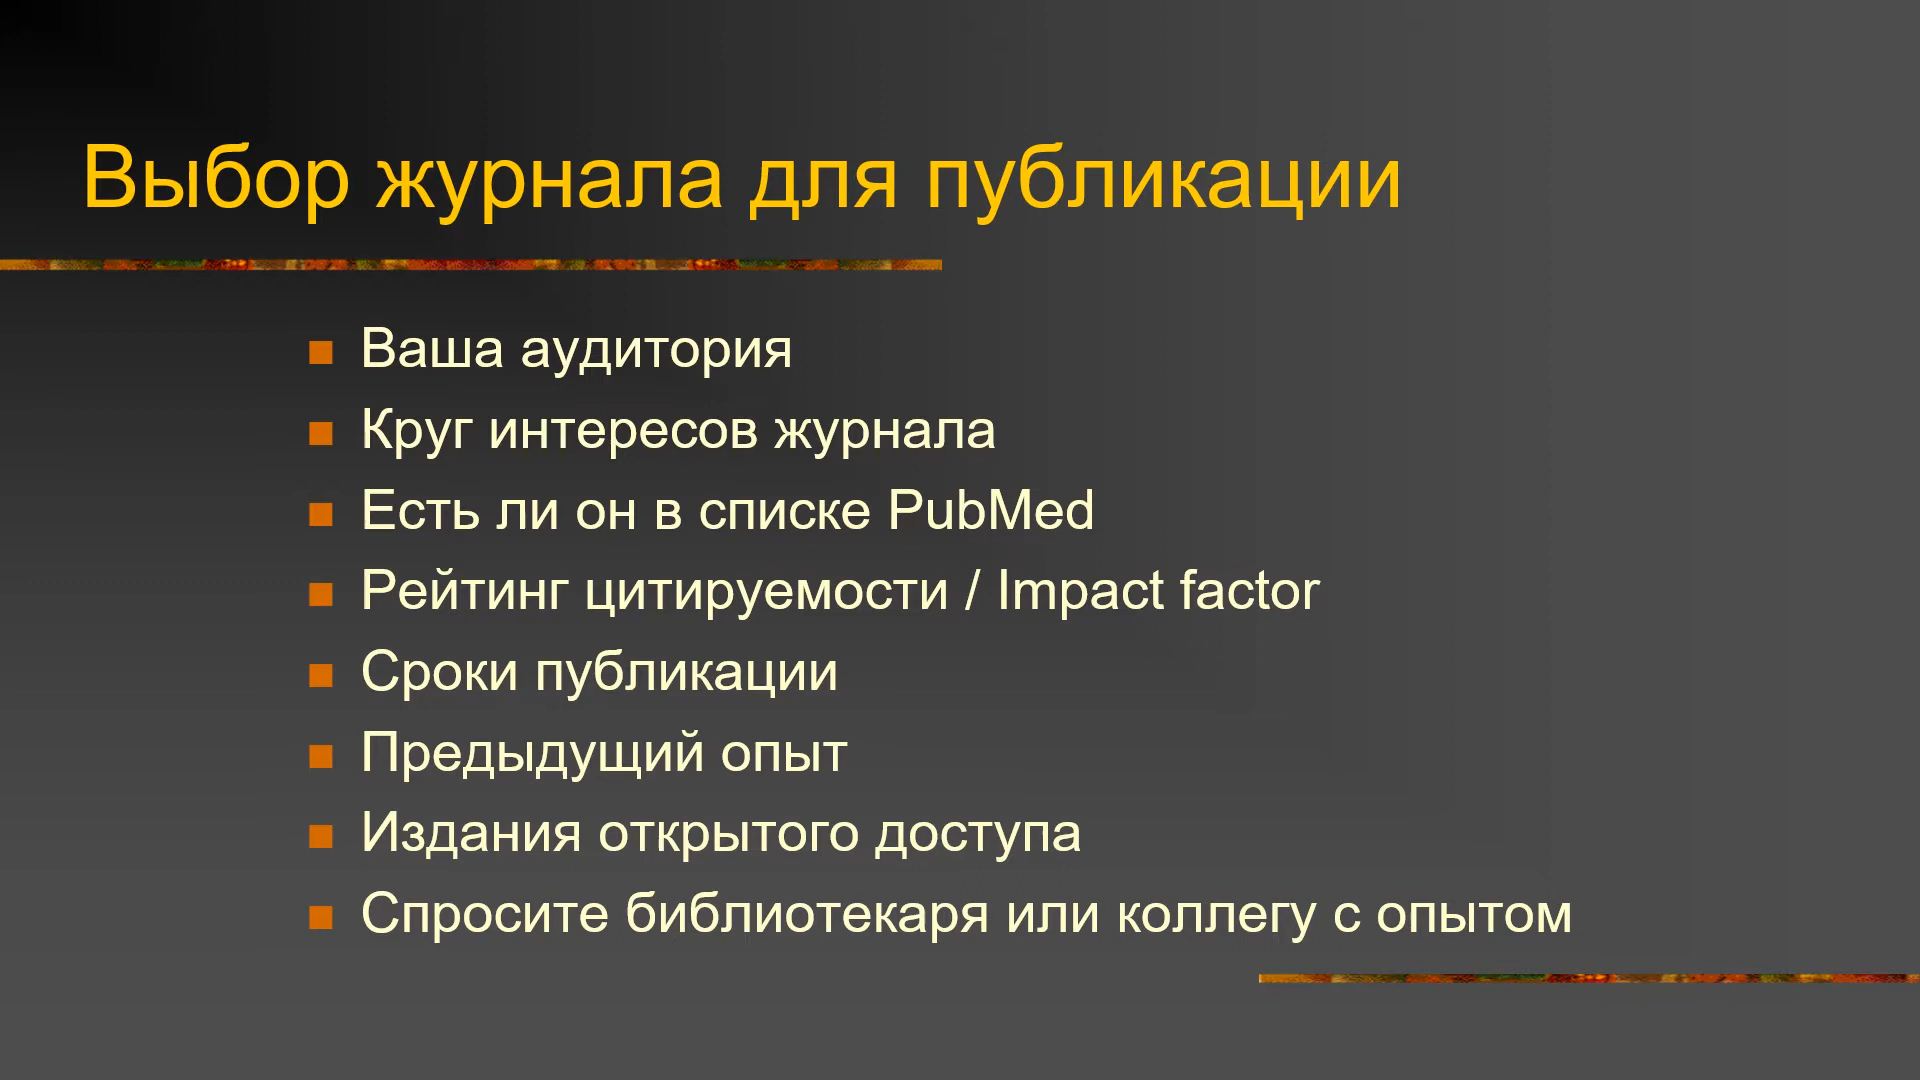 Выбор журнала для публикации
Ваша аудитория
Круг интересов журнала
Есть ли он в списке PubMed
Рейтинг цитируемости / Impact factor
Сроки публикации
Предыдущий опыт
Издания открытого доступа
Спросите библиотекаря или коллегу с опытом